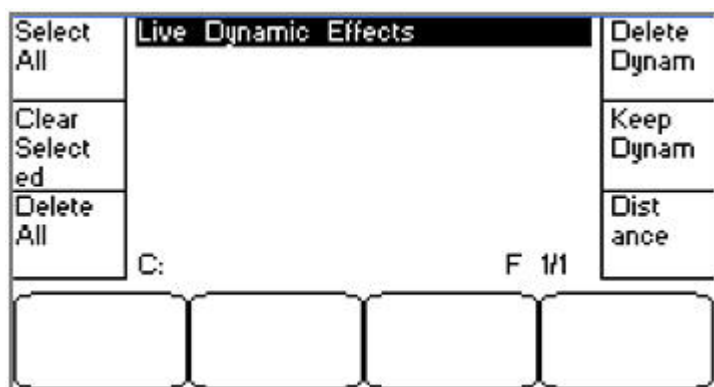 Select
All
Clear
Select
ed
Delete
All
Live Dynamic Effects
C:
F 1/1
Delete
Dynam
Keep
Dynam
Dist
ance